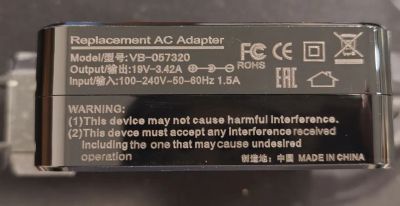 Replacement AC Adapter
Model/型号: VB-057320
Output/输出: 19V⎓3.42A
Input/输入: 100-240V~50-60Hz 1.5A
FC CE RoHS
EAC
WARNING:
(1)This device may not cause harmful Inferference.
(2)This devce must accept any interference received
Including the one that may cause undesired
operation
创造地: 中国 MADE IN CHINA